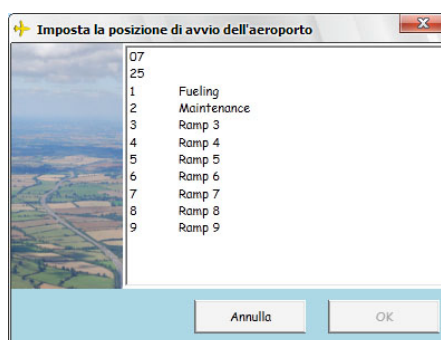 Imposta la posizione di avvio dell'aeroporto
07
25
1 Fueling
2 Maintenance
3 Ramp 3
4 Ramp 4
5 Ramp 5
6 Ramp 6
7 Ramp 7
8 Ramp 8
9 Ramp 9
Annulla OK